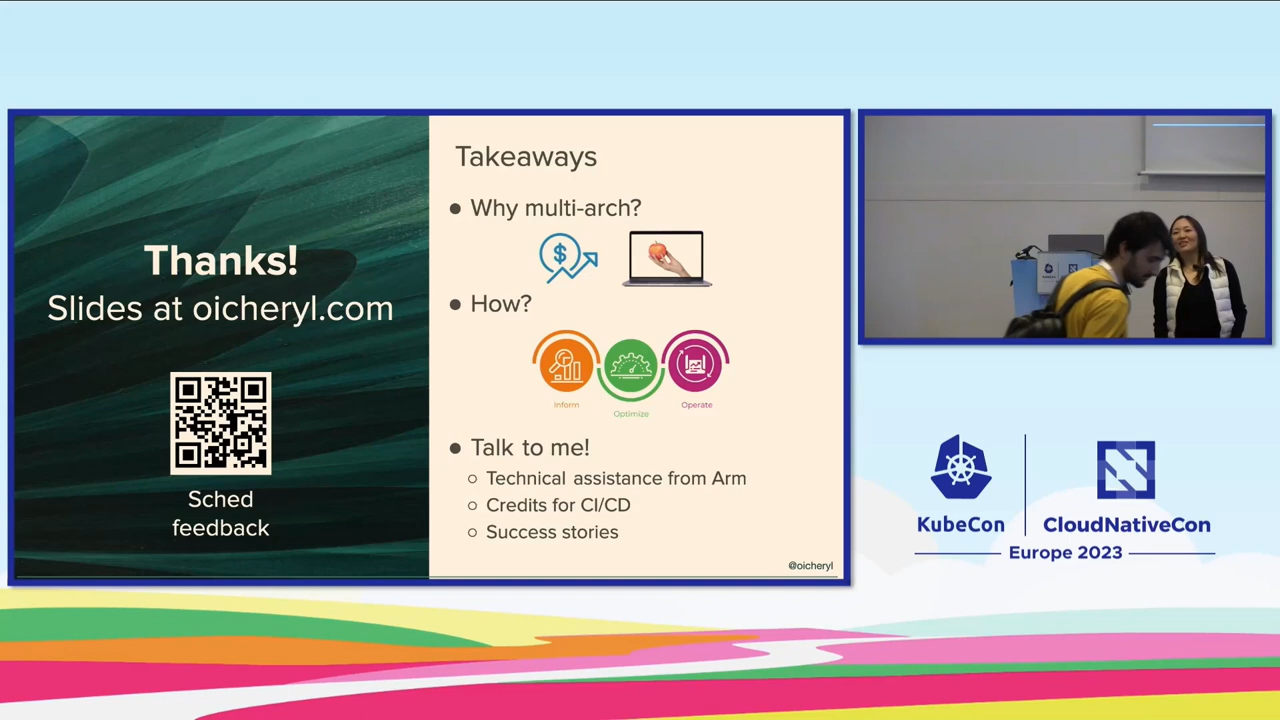 Thanks!
Slides at oicheryl.com
Sched
feedback
Takeaways
● Why multi-arch?
$
● How?
Inform
Optimize
Operate
● Talk to me!
○ Technical assistance from Arm
○ Credits for CI/CD
○ Success stories
@oicheryl
KubeCon
CloudNativeCon
Europe 2023